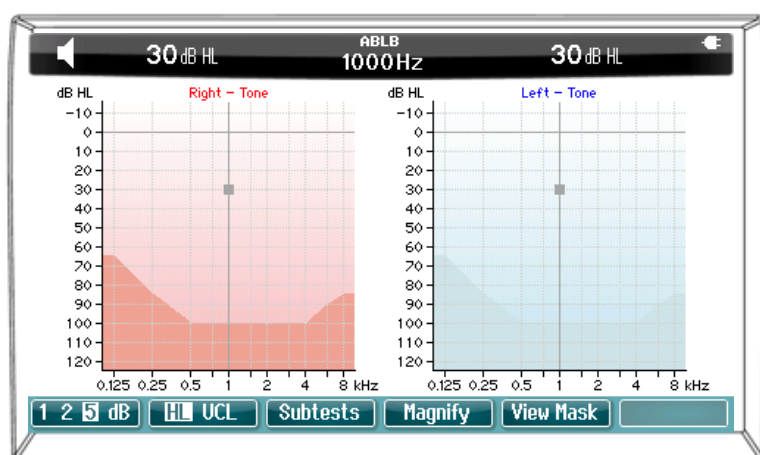 ABLB
30 dB HL 1000Hz 30 dB HL
dB HL Right - Tone dB HL Left - Tone
-10 -10
0 0
10 10
20 20
30 30
40 40
50 50
60 60
70 70
80 80
90 90
100 100
110 110
120 120
0.125 0.25 0.5 1 2 4 8 kHz 0.125 0.25 0.5 1 2 4 8 kHz
1 2 5 dB HL UCL Subtests Magnify View Mask